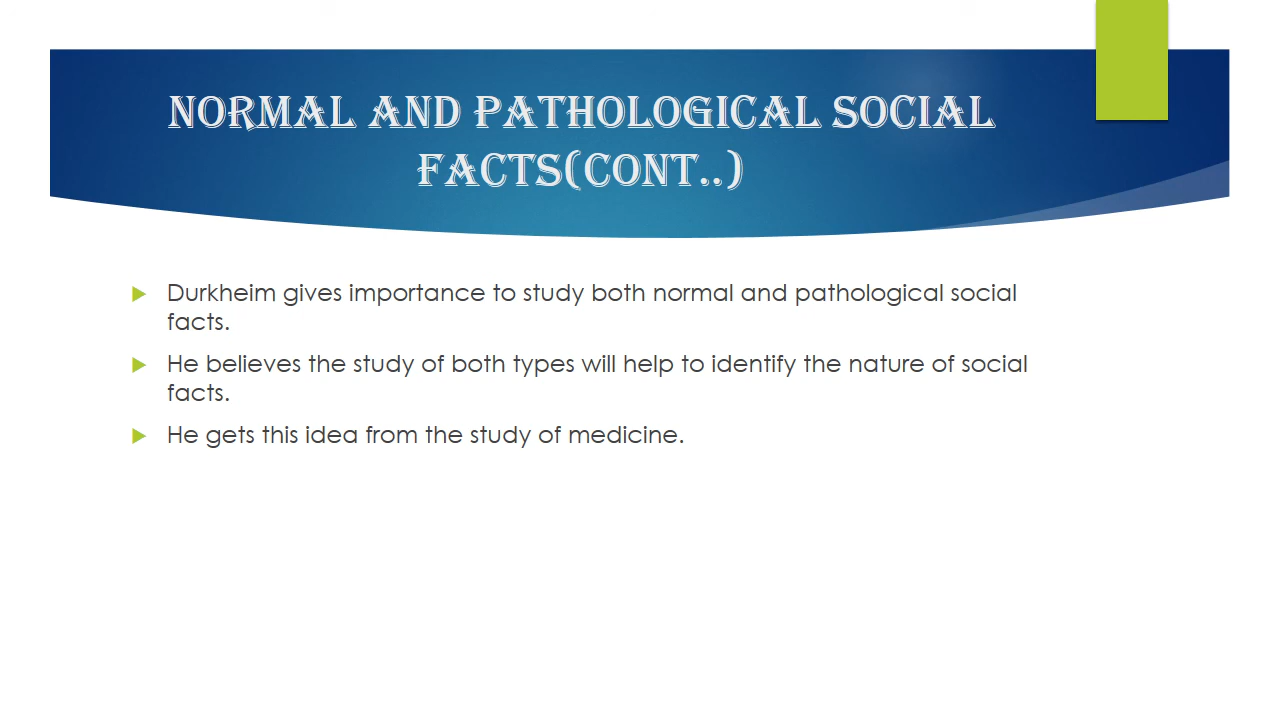 NORMAL AND PATHOLOGICAL SOCIAL
FACTS(CONT..)
Durkheim gives importance to study both normal and pathological social
facts.
He believes the study of both types will help to identify the nature of social
facts.
He gets this idea from the study of medicine.